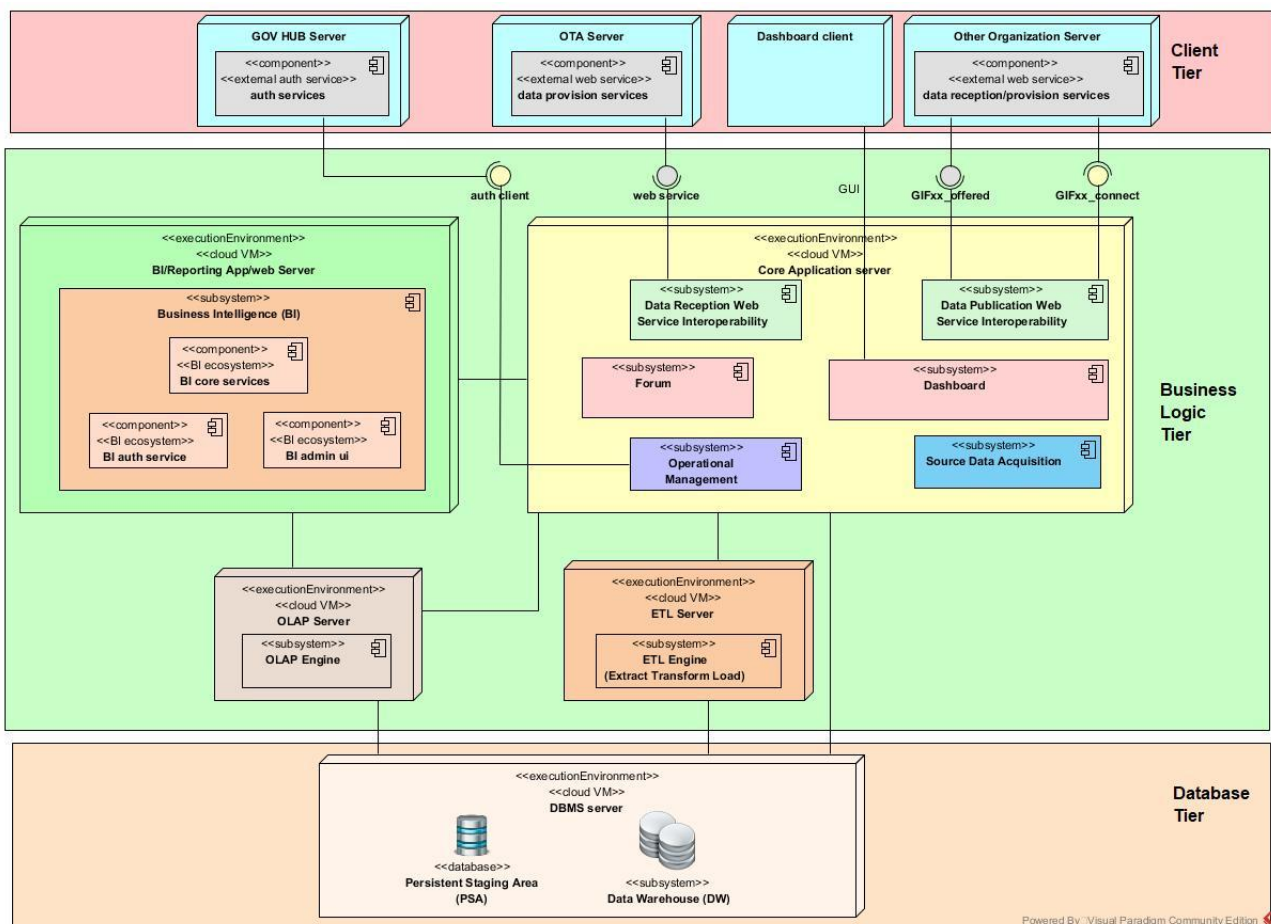 GOV HUB Server
<<component>>
<<external auth service>>
auth services
OTA Server
<<component>>
<<external web service>>
data provision services
Dashboard client
Other Organization Server
<<component>>
<<external web service>>
data reception/provision services
Client
Tier
auth client
web service
GUI
GIFxx_offered
GIFxx_connect
<<executionEnvironment>>
<<cloud VM>>
BI/Reporting App/web Server
<<subsystem>>
Business Intelligence (BI)
<<component>>
<<BI ecosystem>>
BI core services
<<component>>
<<BI ecosystem>>
BI auth service
<<component>>
<<BI ecosystem>>
BI admin ui
<<executionEnvironment>>
<<cloud VM>>
Core Application server
<<subsystem>>
Data Reception Web
Service Interoperability
<<subsystem>>
Data Publication Web
Service Interoperability
<<subsystem>>
Forum
<<subsystem>>
Dashboard
<<subsystem>>
Operational
Management
<<subsystem>>
Source Data Acquisition
Business
Logic
Tier
<<executionEnvironment>>
<<cloud VM>>
OLAP Server
<<subsystem>>
OLAP Engine
<<executionEnvironment>>
<<cloud VM>>
ETL Server
<<subsystem>>
ETL Engine
(Extract Transform Load)
<<executionEnvironment>>
<<cloud VM>>
DBMS server
<<database>>
Persistent Staging Area
(PSA)
<<subsystem>>
Data Warehouse (DW)
Database
Tier
Powered By Visual Paradigm Community Edition